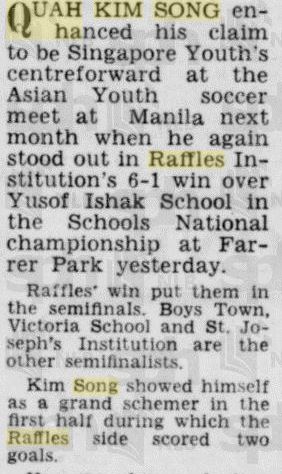 QUAH KIM SONG en-
hanced his claim
to be Singapore Youth's
centreforward at the
Asian Youth soccer
meet at Manila next
month when he again
stood out in Raffles In-
stitution's 6-1 win over
Yusof Ishak School in
the Schools National
championship at Far-
rer Park yesterday.
Raffles' win put them in
the semifinals. Boys Town,
Victoria School and St. Jo-
seph's Institution are the
other semifinalists.
Kim Song showed himself
as a grand schemer in the
first half during which the
Raffles side scored two
goals.